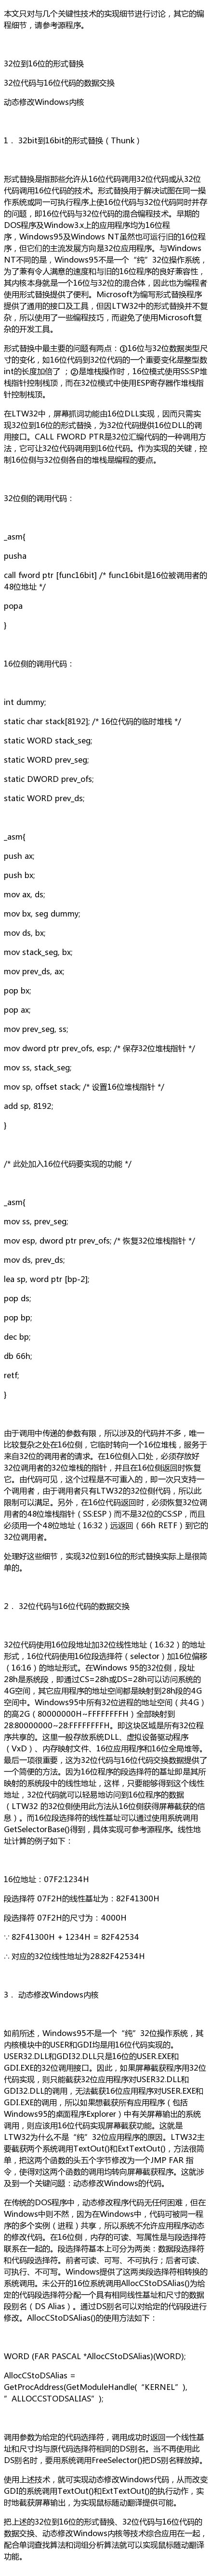 本文只对与几个关键性技术的实现细节进行讨论，其它的编
程细节，请参考源程序。
32位到16位的形式替换
32位代码与16位代码的数据交换
动态修改Windows内核
1． 32bit到16bit的形式替换（Thunk ）
形式替换是指那些允许从16位代码调用32位代码或从32位
代码调用16位代码的技术。形式替换用于解决试图在同一操
作系统或同一可执行程序上使16位代码与32位代码同时并存
的问题，即16位代码与32位代码的混合编程技术。早期的
DOS程序及Window3.x上的应用程序均为16位程
序，Windows95及Windows NT虽然也可运行旧的16位程
序，但它们的主流发展方向是32位应用程序。与Windows
NT不同的是，Windows95不是一个“纯”32位操作系统，
为了兼有令人满意的速度和与旧的16位程序的良好兼容性，
其内核本身就是一个16位与32位的混合体，因此也为编程者
使用形式替换提供了便利。Microsoft为编写形式替换程序
提供了通用的接口及工具，但因LTW32中的形式替换并不复
杂，所以使用了一些编程技巧，而避免了使用Microsoft复
杂的开发工具。
形式替换中最主要的问题有两点：①16位与32位数据类型尺
寸的变化，如16位代码到32位代码的一个重要变化是整型数
int的长度加倍了 ；②是堆栈操作时，16位模式使用SS:SP堆
栈指针控制栈顶，而在32位模式中使用ESP寄存器作堆栈指
针控制栈顶。
在LTW32中，屏幕抓词功能由16位DLL实现，因而只需实
现32位到16位的形式替换，为32位代码提供16位DLL的调
用接口。CALL FWORD PTR是32位汇编代码的一种调用方
法，它可让32位代码调用到16位代码。作为实现的关键，控
制16位侧与32位侧各自的堆栈是编程的要点。
32位侧的调用代码：
_asm{
pusha
call fword ptr [func16bit] /* func16bit是16位被调用者的
48位地址 */
popa
}
16位侧的调用代码：
int dummy;
static char stack[8192]; /* 16位代码的临时堆栈 */
static WORD stack_seg;
static WORD prev_seg;
static DWORD prev_ofs;
static WORD prev_ds;
_asm{
push ax;
push bx;
mov ax, ds;
mov bx, seg dummy;
mov ds, bx;
mov stack_seg, bx;
mov prev_ds, ax;
pop bx;
pop ax;
mov prev_seg, ss;
mov dword ptr prev_ofs, esp; /* 保存32位堆栈指针 */
mov ss, stack_seg;
mov sp, offset stack; /* 设置16位堆栈指针 */
add sp, 8192;
}
/* 此处加入16位代码要实现的功能 */
_asm{
mov ss, prev_seg;
mov esp, dword ptr prev_ofs; /* 恢复32位堆栈指针 */
mov ds, prev_ds;
lea sp, word ptr [bp-2];
pop ds;
pop bp;
dec bp;
db 66h;
retf;
}
由于调用中传递的参数有限，所以涉及的代码并不多，唯一
比较复杂之处在16位侧，它临时转向一个16位堆栈，服务于
来自32位的调用者的请求。在16位侧入口处，必须存放好
32位调用者的32位堆栈的指针，并且在16位侧返回时恢复
它。由代码可见，这个过程是不可重入的，即一次只支持一
个调用者，由于调用者只有LTW32的32位侧代码，所以此
限制可以满足。另外，在16位代码返回时，必须恢复32位调
用者的48位堆栈指针（SS:ESP）而不是32位的CS:SP，而且
必须用一个48位地址（16:32）远返回（66h RETF）到它的
32位调用者。
处理好这些细节，实现32位到16位的形式替换实际上是很简
单的。
2． 32位代码与16位代码的数据交换
32位代码使用16位段地址加32位线性地址（16:32）的地址
形式，16位代码使用16位段选择符（selector）加16位偏移
（16:16）的地址形式。在Windows 95的32位侧，段址
28h是系统段，即通过CS=28h或DS=28h可以访问系统的
4G空间，其它应用程序的地址空间都是映射到28h段的4G
空间中。Windows95中所有32位进程的地址空间（共4G）
的高2G（80000000H~FFFFFFFFH ）全部映射到
28:80000000~28:FFFFFFFFH。即这块区域是所有32位程
序共享的。这里一般存放系统DLL、虚拟设备驱动程序
（VxD）、内存映射文件、16位应用程序和16位全局堆等。
最后一项很重要，这为32位代码与16位代码交换数据提供了
一个简便的方法。因为16位程序的段选择符的基址即是其所
映射的系统段中的线性地址，这样，只要能够得到这个线性
地址，32位代码就可以轻易地访问到16位程序的数据
（LTW32 的32位侧使用此方法从16位侧获得屏幕截获的信
息）。而16位段选择符的线性基址可以通过使用系统调用
GetSelectorBase()得到，具体实现可参考源程序。线性地
址计算的例子如下：
16位地址：07F2:1234H
段选择符 07F2H的线性基址为：82F41300H
段选择符 07F2H的尺寸为：4000H
∵ 82F41300H + 1234H = 82F42534
∴ 对应的32位线性地址为28:82F42534H
3． 动态修改Windows内核
如前所述，Windows95不是一个“纯”32位操作系统，其
内核模块中的USER和GDI均是用16位代码实现的。
USER32.DLL和GDI32.DLL只是16位的USER.EXE和
GDI.EXE的32位调用接口。因此，如果屏幕截获程序用32位
代码实现，则只能截获32位应用程序对USER32.DLL和
GDI32.DLL的调用，无法截获16位应用程序对USER.EXE和
GDI.EXE的调用，所以如果想截获所有应用程序（包括
Windows95的桌面程序Explorer）中有关屏幕输出的系统
调用，则应该用16位代码实现屏幕截获功能。这就是
LTW32为什么不是“纯”32位应用程序的原因。LTW32主
要截获两个系统调用TextOut()和ExtTextOut()，方法很简
单，把这两个函数的头五个字节修改为一个JMP FAR 指
令，使得对这两个函数的调用均转向屏幕截获程序。这就涉
及到一个关键问题：动态修改Windows的代码。
在传统的DOS程序中，动态修改程序代码无任何困难，但在
Windows中则不然，因为在Windows中，代码可被同一程
序的多个实例（进程）共享，所以系统不允许应用程序动态
的修改代码。在16位侧，内存的可读、写属性是与段选择符
联系在一起的。段选择符基本上可分为两类：数据段选择符
和代码段选择符。前者可读、可写、不可执行；后者可读、
可执行、不可写。Windows提供了这两类段选择符相转换的
系统调用。未公开的16位系统调用AllocCStoDSAlias()为给
定的代码段选择符分配一个具有相同线性基址和尺寸的数据
段别名（DS Alias ）。通过DS别名可以对给定的代码段进行
修改。AllocCStoDSAlias()的使用方法如下：
WORD (FAR PASCAL *AllocCStoDSAlias)(WORD);
AllocCStoDSAlias =
GetProcAddress(GetModuleHandle(“KERNEL”),
”ALLOCCSTODSALIAS”);
调用参数为给定的代码选择符，调用成功时返回一个线性基
址和尺寸均与原代码选择符相同的DS别名。当不再使用此
DS别名时，要用系统调用FreeSelector()把DS别名释放掉。
使用上述技术，就可实现动态修改Windows代码，从而改变
GDI的系统调用TextOut()和ExtTextOut()的执行动作，实
时地截获屏幕输出，为实现鼠标随动翻译提供可能。
把上述的32位到16位的形式替换、32位代码与16位代码的
数据交换、动态修改Windows内核等技术综合应用在一起，
配合单词查找算法和词组分析算法就可以实现鼠标随动翻译
功能。